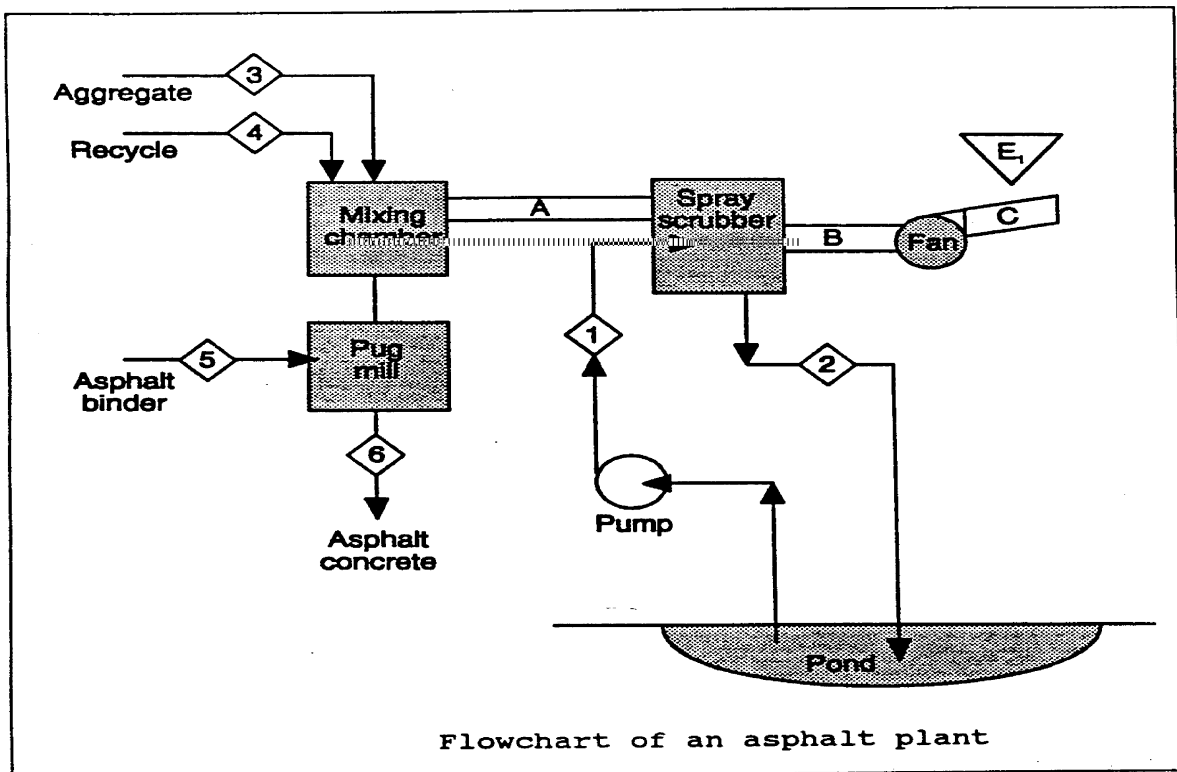 3
Aggregate
4
Recycle
E₁
Mixing
chamber
A
Spray
scrubber
B
Fan
C
1
5
Asphalt
binder
Pug
mill
2
6
Asphalt
concrete
Pump
Pond
Flowchart of an asphalt plant